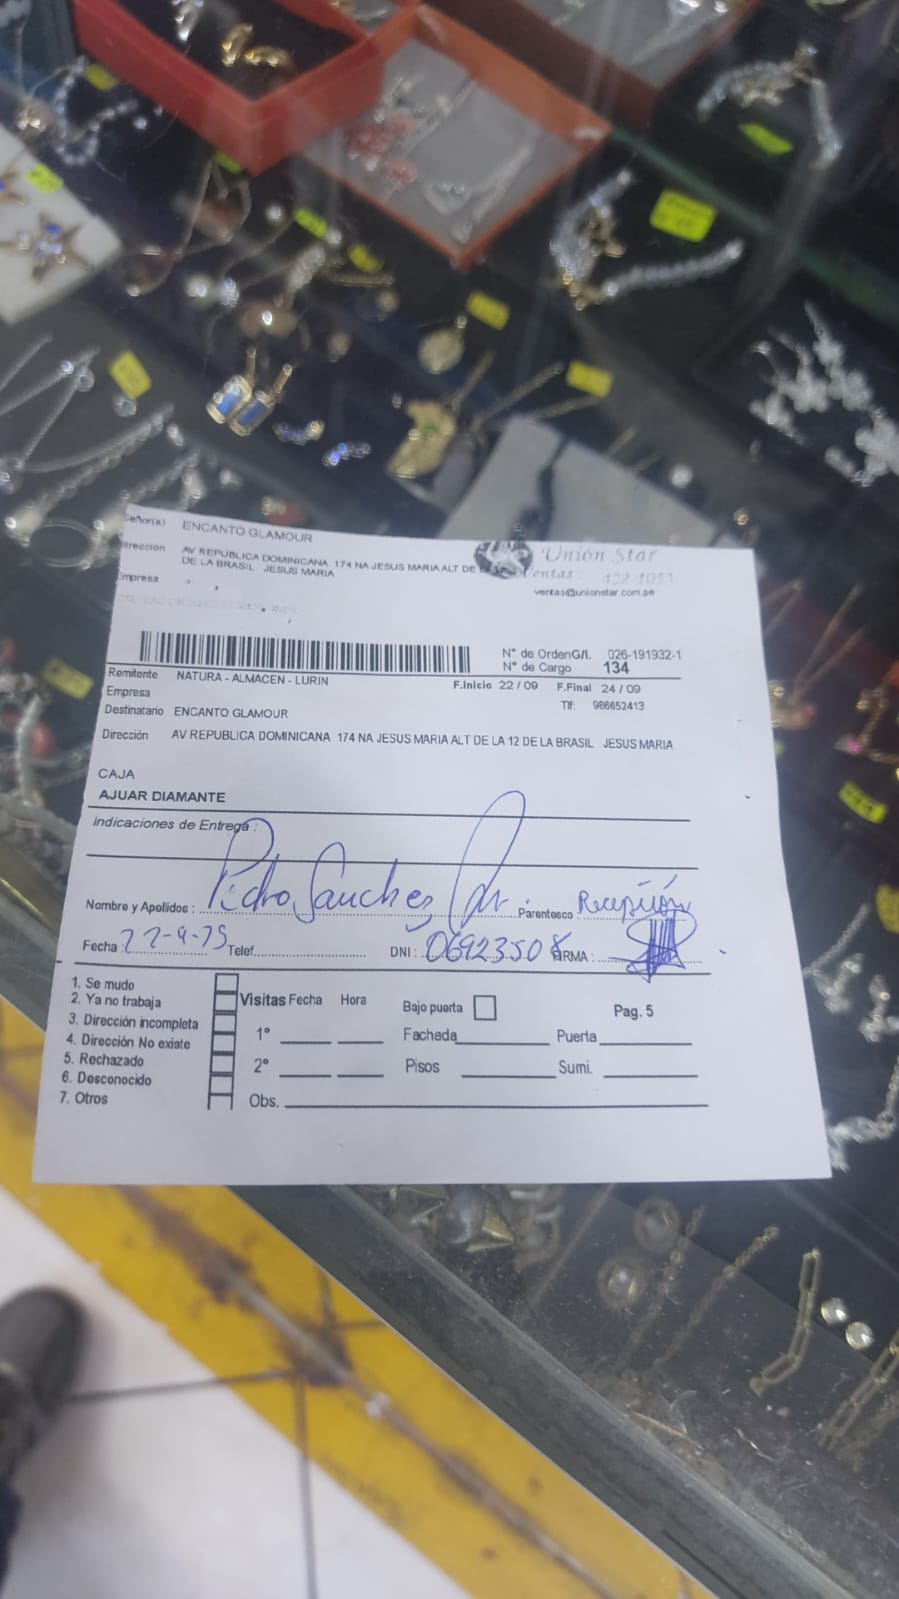 Señor(a) ENCANTO GLAMOUR
Dirección AV REPUBLICA DOMINICANA 174 NA JESUS MARIA ALT DE
DE LA BRASIL JESUS MARIA
Empresa
Unión Star
Ventas
ventas@unionstar.com.pe
N° de OrdenG/I. 026-191932-1
N° de Cargo 134
Remitente NATURA - ALMACEN - LURIN
F.Inicio 22 / 09 F.Final 24 / 09
Empresa
Tlf: 986652413
Destinatario ENCANTO GLAMOUR
Dirección AV REPUBLICA DOMINICANA 174 NA JESUS MARIA ALT DE LA 12 DE LA BRASIL JESUS MARIA
CAJA
AJUAR DIAMANTE
Indicaciones de Entrega :
Nombre y Apellidos : Pedro Sanchez Parentesco Recepción
Fecha 22-9-25 Telef. DNI : 06923508 FIRMA :
1. Se mudo
2. Ya no trabaja
3. Dirección incompleta
4. Dirección No existe
5. Rechazado
6. Desconocido
7. Otros
Visitas Fecha Hora Bajo puerta Pag. 5
1° Fachada Puerta
2° Pisos Sumi.
Obs.